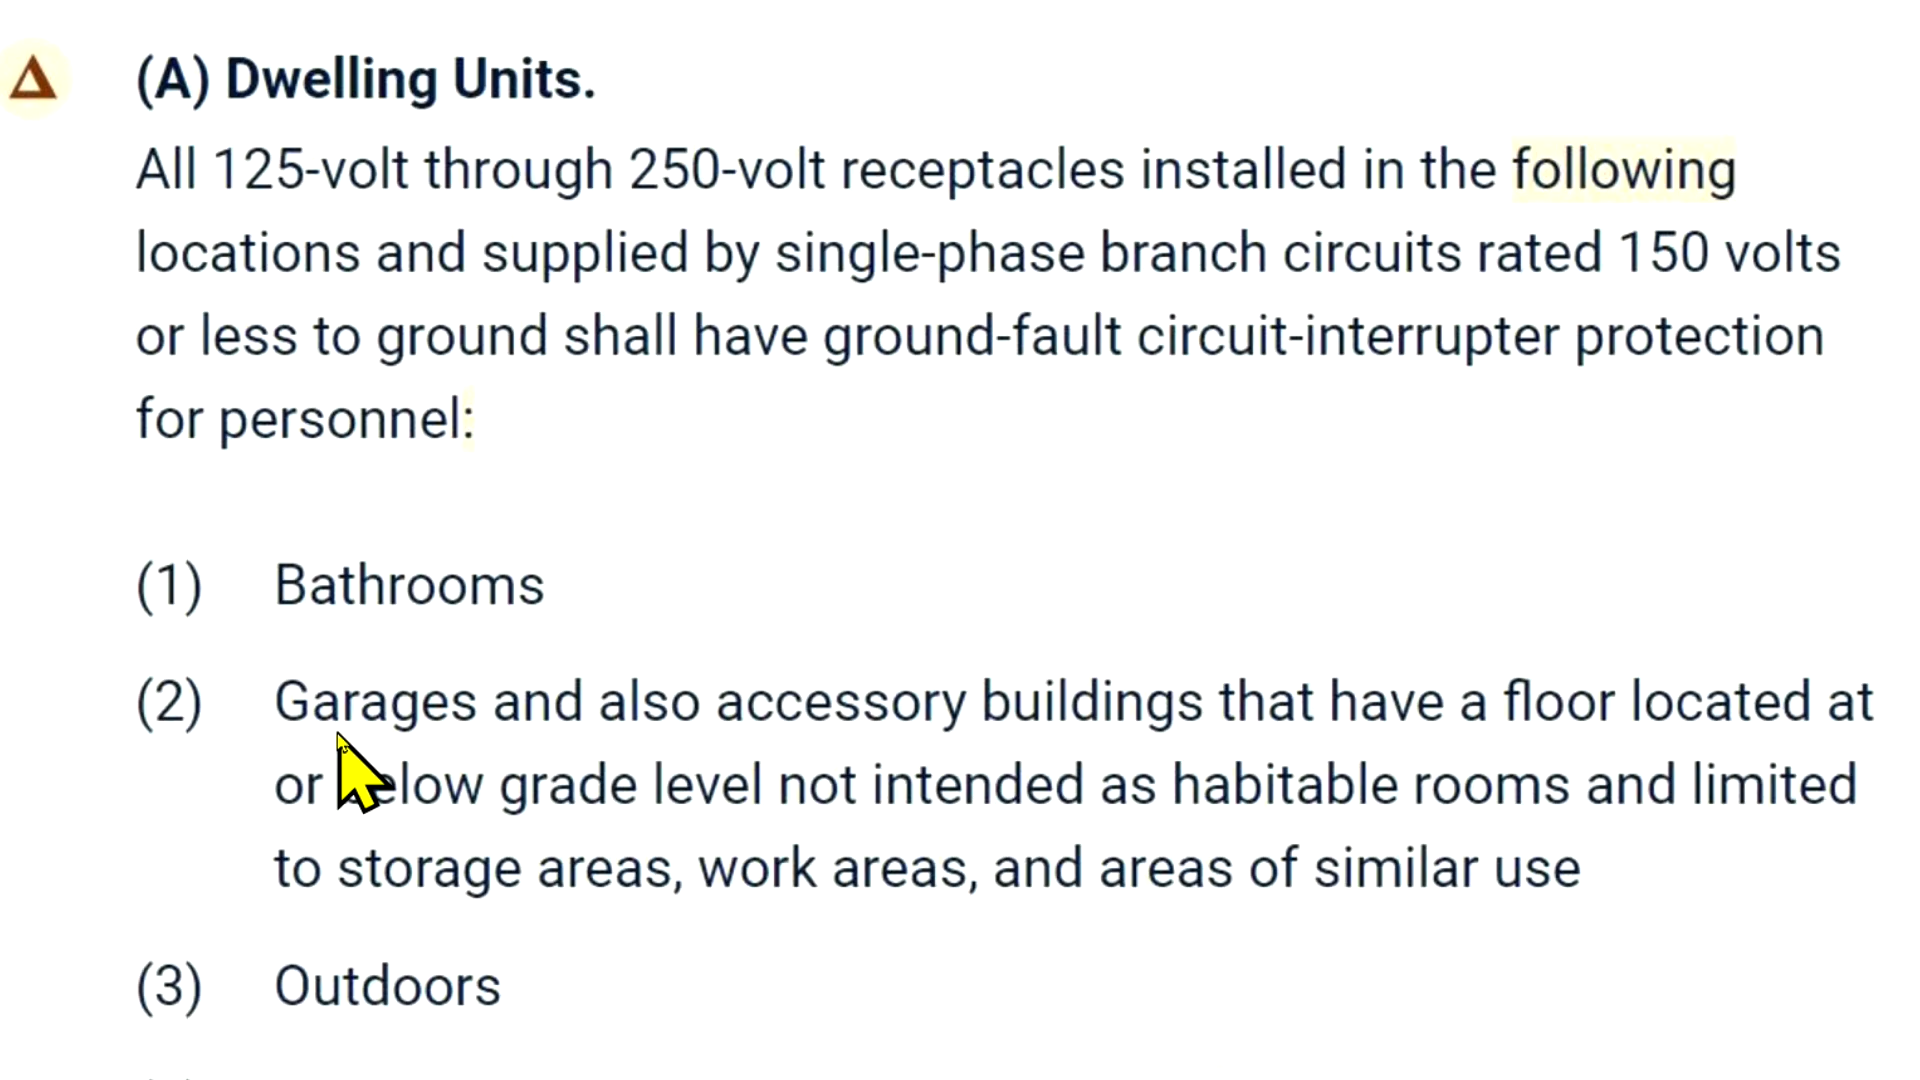 (A) Dwelling Units.
All 125-volt through 250-volt receptacles installed in the following
locations and supplied by single-phase branch circuits rated 150 volts
or less to ground shall have ground-fault circuit-interrupter protection
for personnel:
(1) Bathrooms
(2) Garages and also accessory buildings that have a floor located at
or below grade level not intended as habitable rooms and limited
to storage areas, work areas, and areas of similar use
(3) Outdoors